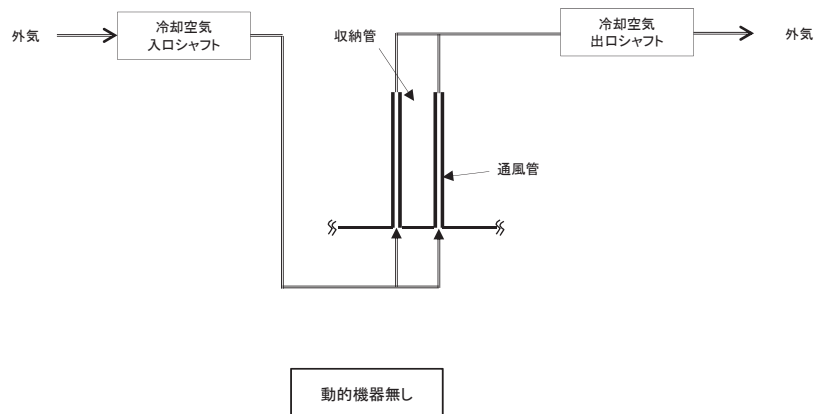 外気
冷却空気
入口シャフト
収納管
冷却空気
出口シャフト
外気
通風管
動的機器無し